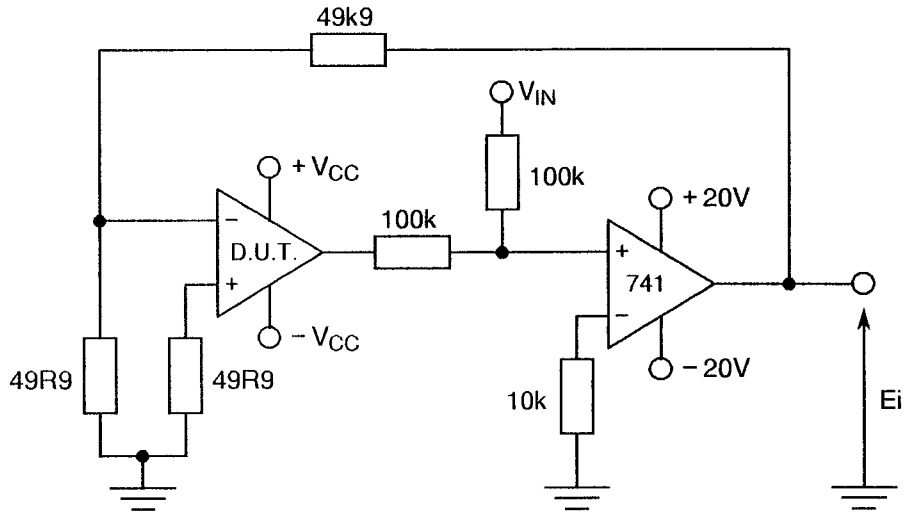 49k9
V_IN
+ V_CC
100k
100k
+ 20V
−
D.U.T.
+
+
741
−
− V_CC
− 20V
49R9
49R9
10k
Ei